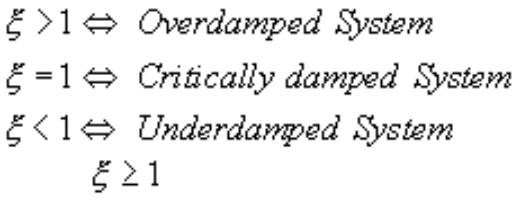 ξ > 1 ⇔ Overdamped System
ξ = 1 ⇔ Critically damped System
ξ < 1 ⇔ Underdamped System
ξ ≥ 1